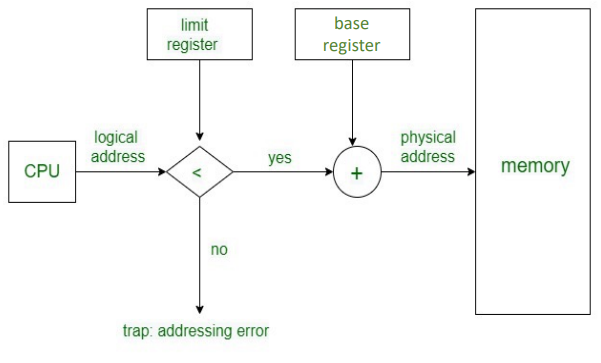 limit
register
base
register
logical
address
CPU
<
yes
+
physical
address
memory
no
trap: addressing error